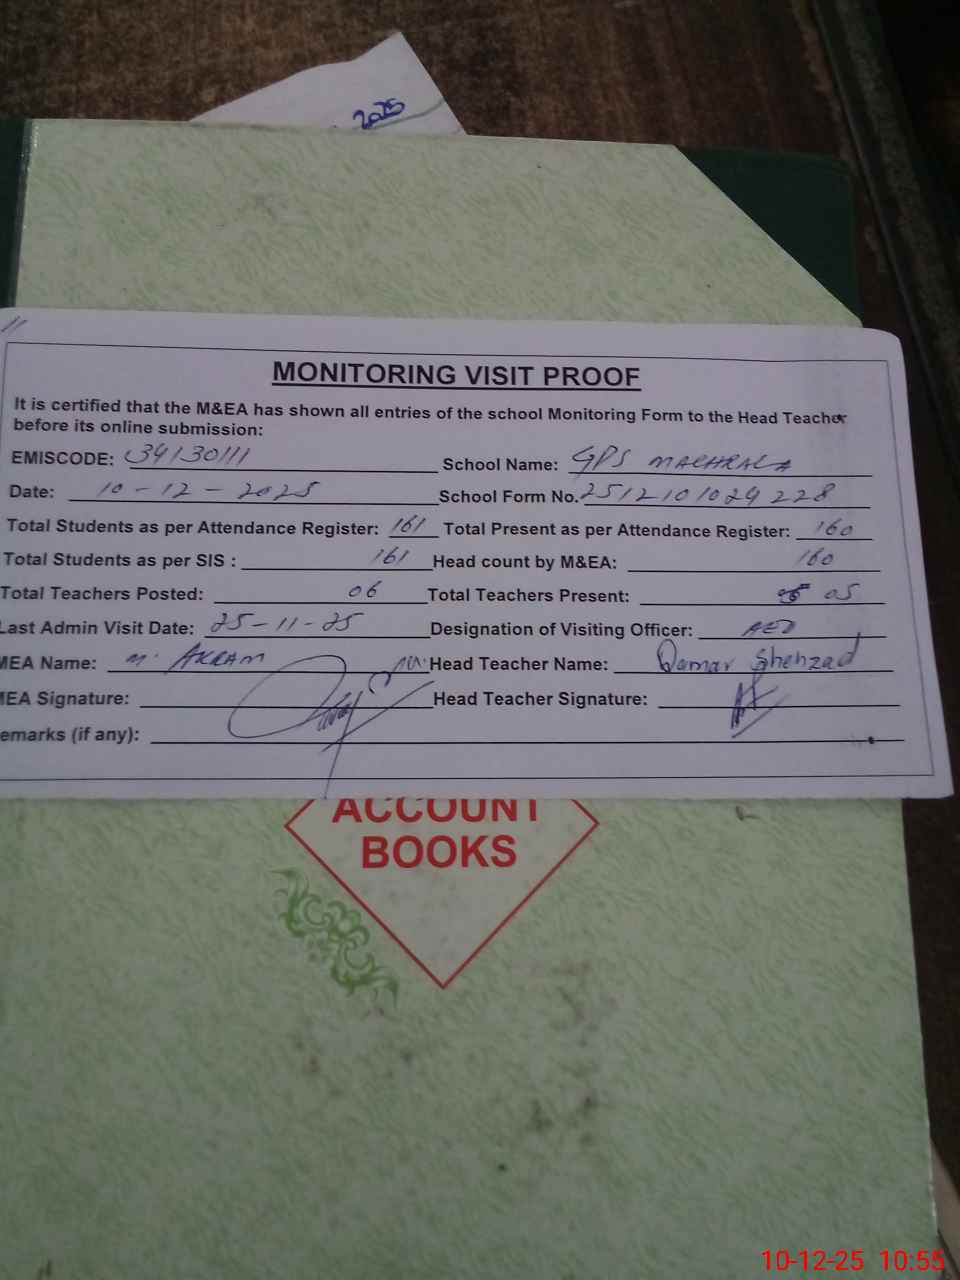 2025
MONITORING VISIT PROOF
It is certified that the M&EA has shown all entries of the school Monitoring Form to the Head Teacher
before its online submission:
EMISCODE: 34130111 School Name: GPS MACHRALA
Date: 10-12-2025 School Form No. 2512101029228
Total Students as per Attendance Register: 161 Total Present as per Attendance Register: 160
Total Students as per SIS : 161 Head count by M&EA: 160
Total Teachers Posted: 06 Total Teachers Present: 05
Last Admin Visit Date: 25-11-25 Designation of Visiting Officer: AEO
MEA Name: M. AKRAM Head Teacher Name: Qamar Shehzad
MEA Signature: Head Teacher Signature:
emarks (if any):
ACCOUNT
BOOKS
10-12-25 10:55